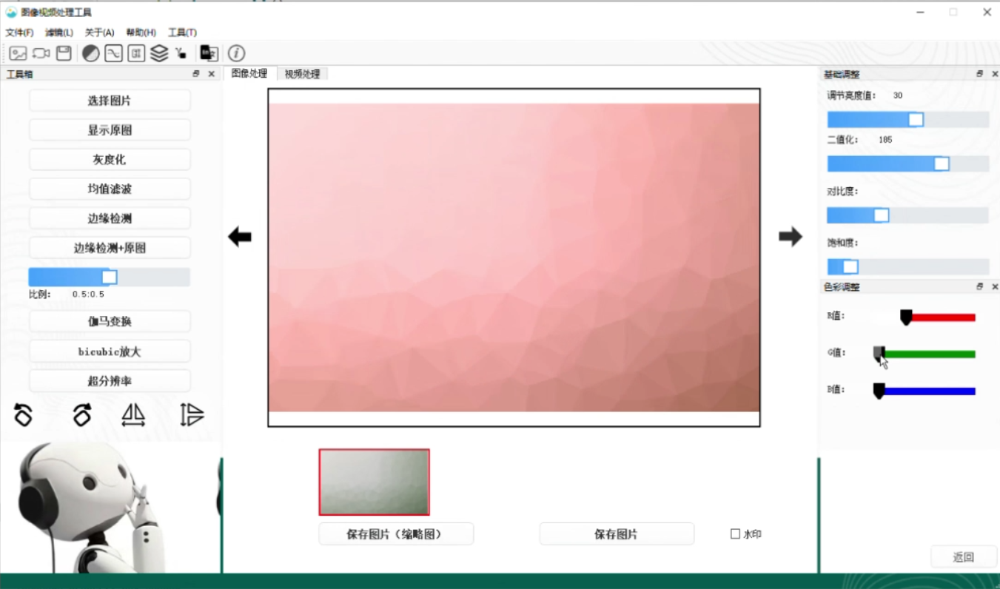 图像视频处理工具
文件(F) 滤镜(L) 关于(A) 帮助(H) 工具(T)
工具箱
选择图片
显示原图
灰度化
均值滤波
边缘检测
边缘检测+原图
比例: 0.5:0.5
伽马变换
bicubic放大
超分辨率
图像处理 视频处理
保存图片（缩略图）
保存图片
水印
基础调整
调节亮度值: 30
二值化: 185
对比度:
饱和度:
色彩调整
R值:
G值:
B值:
返回